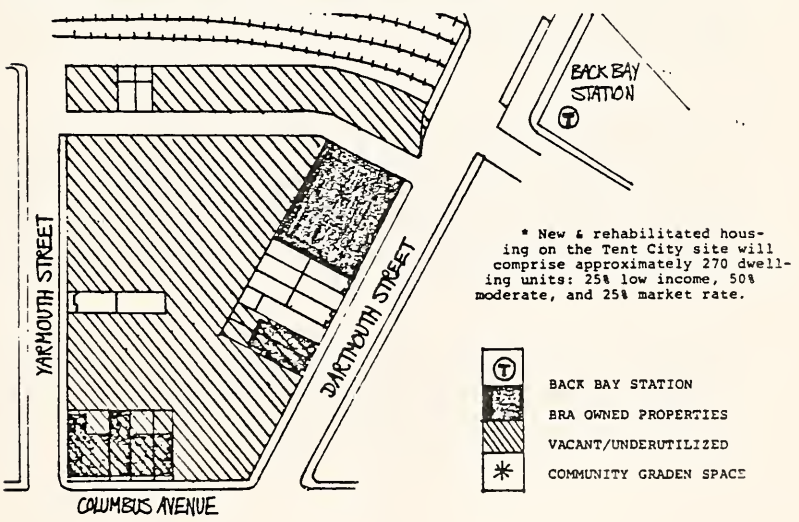 BACK BAY
STATION
T
YARMOUTH STREET
DARTMOUTH STREET
COLUMBUS AVENUE
* New & rehabilitated hous-
ing on the Tent City site will
comprise approximately 270 dwell-
ing units: 25% low income, 50%
moderate, and 25% market rate.
T
BACK BAY STATION
BRA OWNED PROPERTIES
VACANT/UNDERUTILIZED
COMMUNITY GRADEN SPACE